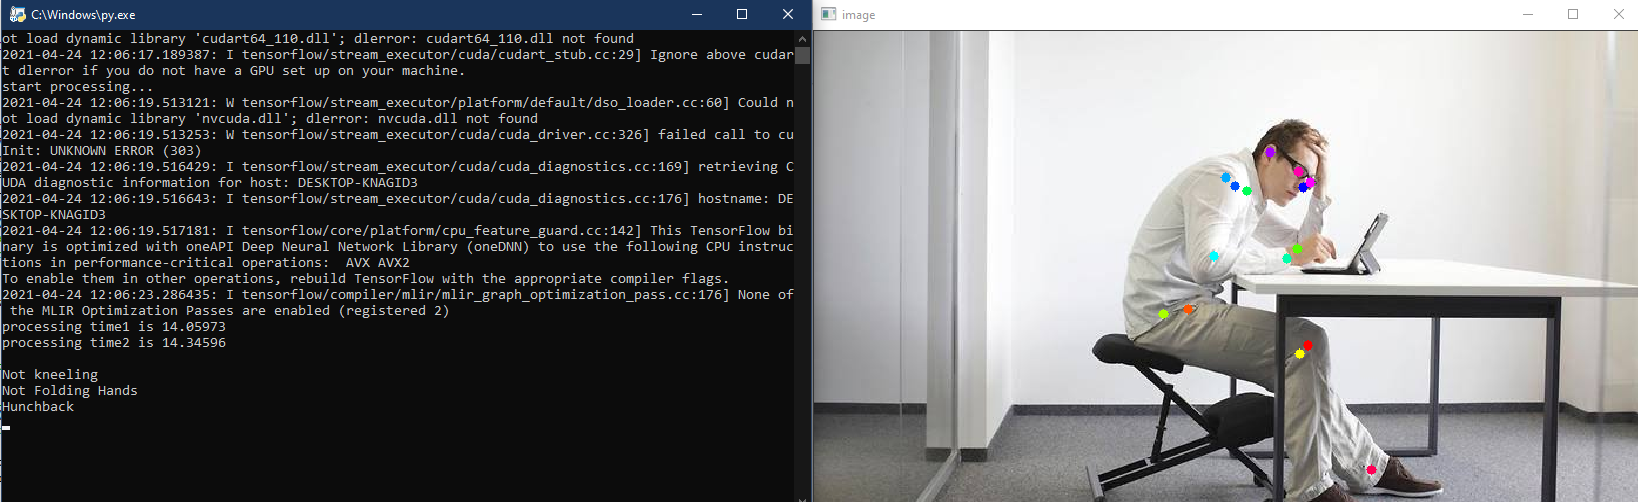 C:\Windows\py.exe
ot load dynamic library 'cudart64_110.dll'; dlerror: cudart64_110.dll not found
2021-04-24 12:06:17.189387: I tensorflow/stream_executor/cuda/cudart_stub.cc:29] Ignore above cudar
t dlerror if you do not have a GPU set up on your machine.
start processing...
2021-04-24 12:06:19.513121: W tensorflow/stream_executor/platform/default/dso_loader.cc:60] Could n
ot load dynamic library 'nvcuda.dll'; dlerror: nvcuda.dll not found
2021-04-24 12:06:19.513253: W tensorflow/stream_executor/cuda/cuda_driver.cc:326] failed call to cu
Init: UNKNOWN ERROR (303)
2021-04-24 12:06:19.516429: I tensorflow/stream_executor/cuda/cuda_diagnostics.cc:169] retrieving C
UDA diagnostic information for host: DESKTOP-KNAGID3
2021-04-24 12:06:19.516643: I tensorflow/stream_executor/cuda/cuda_diagnostics.cc:176] hostname: DE
SKTOP-KNAGID3
2021-04-24 12:06:19.517181: I tensorflow/core/platform/cpu_feature_guard.cc:142] This TensorFlow bi
nary is optimized with oneAPI Deep Neural Network Library (oneDNN) to use the following CPU instruc
tions in performance-critical operations:  AVX AVX2
To enable them in other operations, rebuild TensorFlow with the appropriate compiler flags.
2021-04-24 12:06:23.286435: I tensorflow/compiler/mlir/mlir_graph_optimization_pass.cc:176] None of
 the MLIR Optimization Passes are enabled (registered 2)
processing time1 is 14.05973
processing time2 is 14.34596
Not kneeling
Not Folding Hands
Hunchback
image